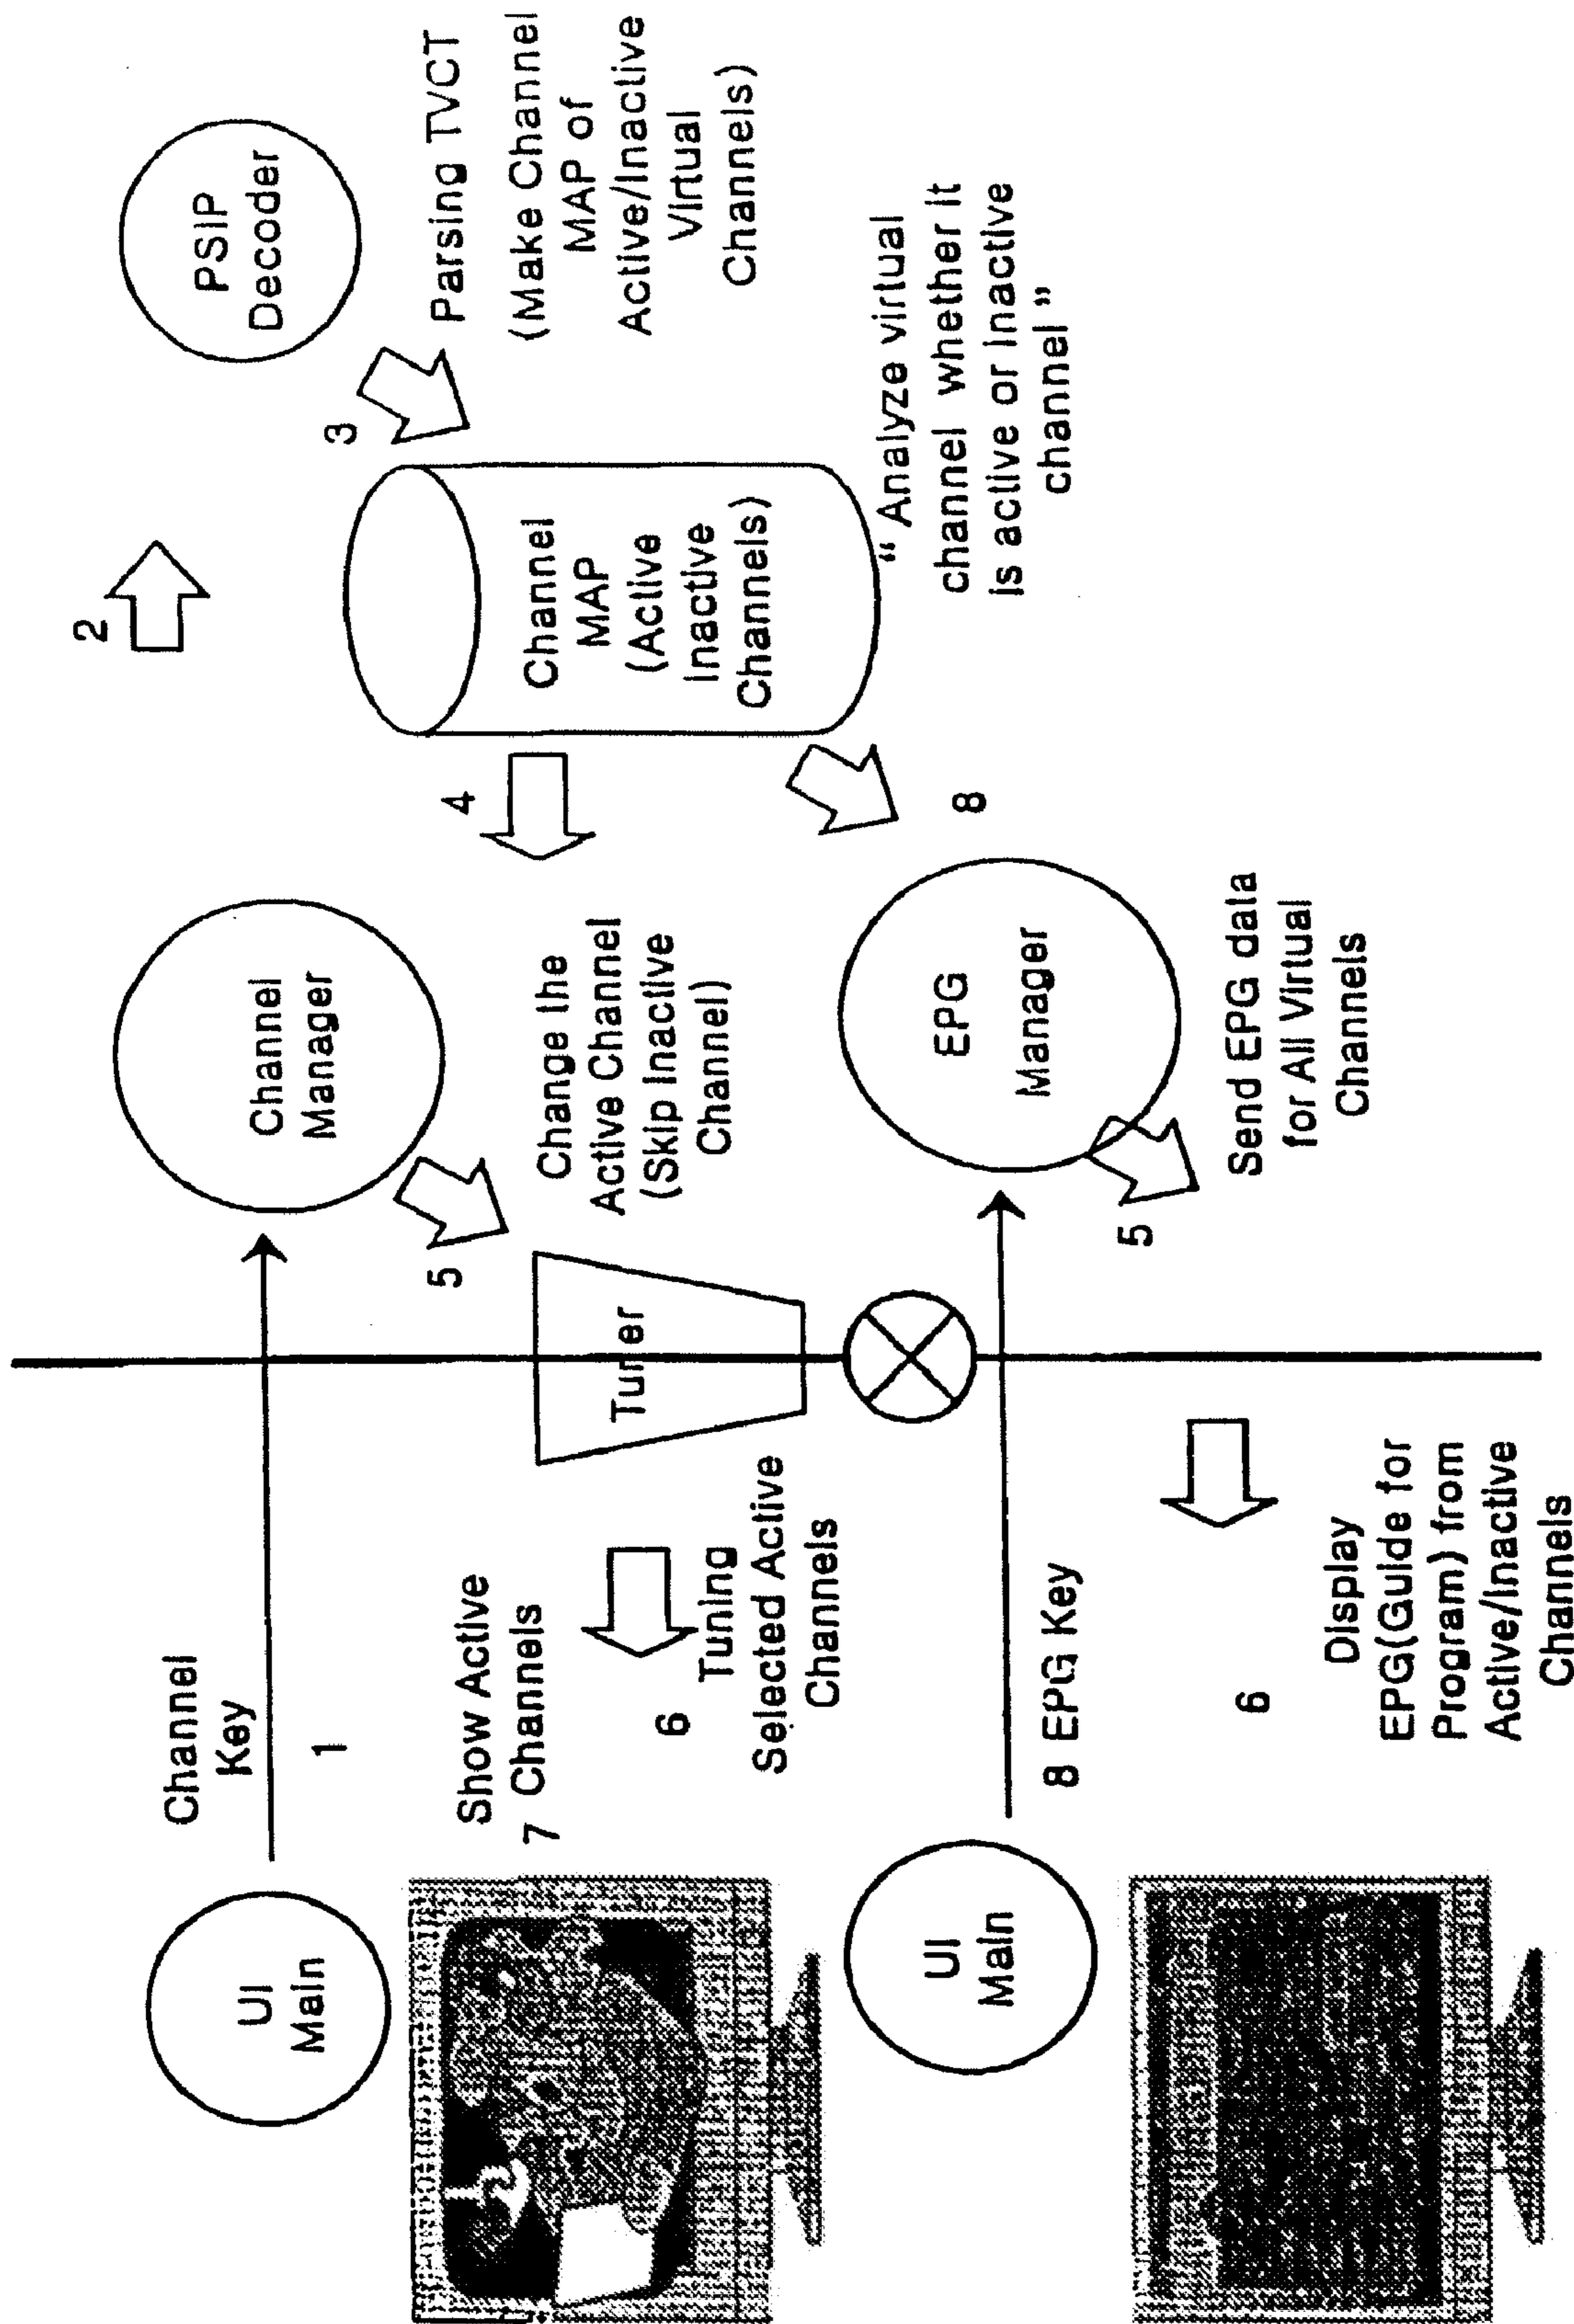 UI
Main
Channel
Key
1
Channel
Manager
2
PSIP
Decoder
3
Parsing TVCT
(Make Channel
MAP of
Active/Inactive
Virtual
Channels)
Channel
MAP
(Active
Inactive
Channels)
4
5
Change the
Active Channel
(Skip Inactive
Channel)
Tuner
Show Active
7 Channels
6
Tuning
Selected Active
Channels
“ Analyze virtual
channel whether it
is active or inactive
channel ”
8
UI
Main
8 EPG Key
EPG
Manager
5
Send EPG data
for All Virtual
Channels
6
Display
EPG(Guide for
Program) from
Active/Inactive
Channels